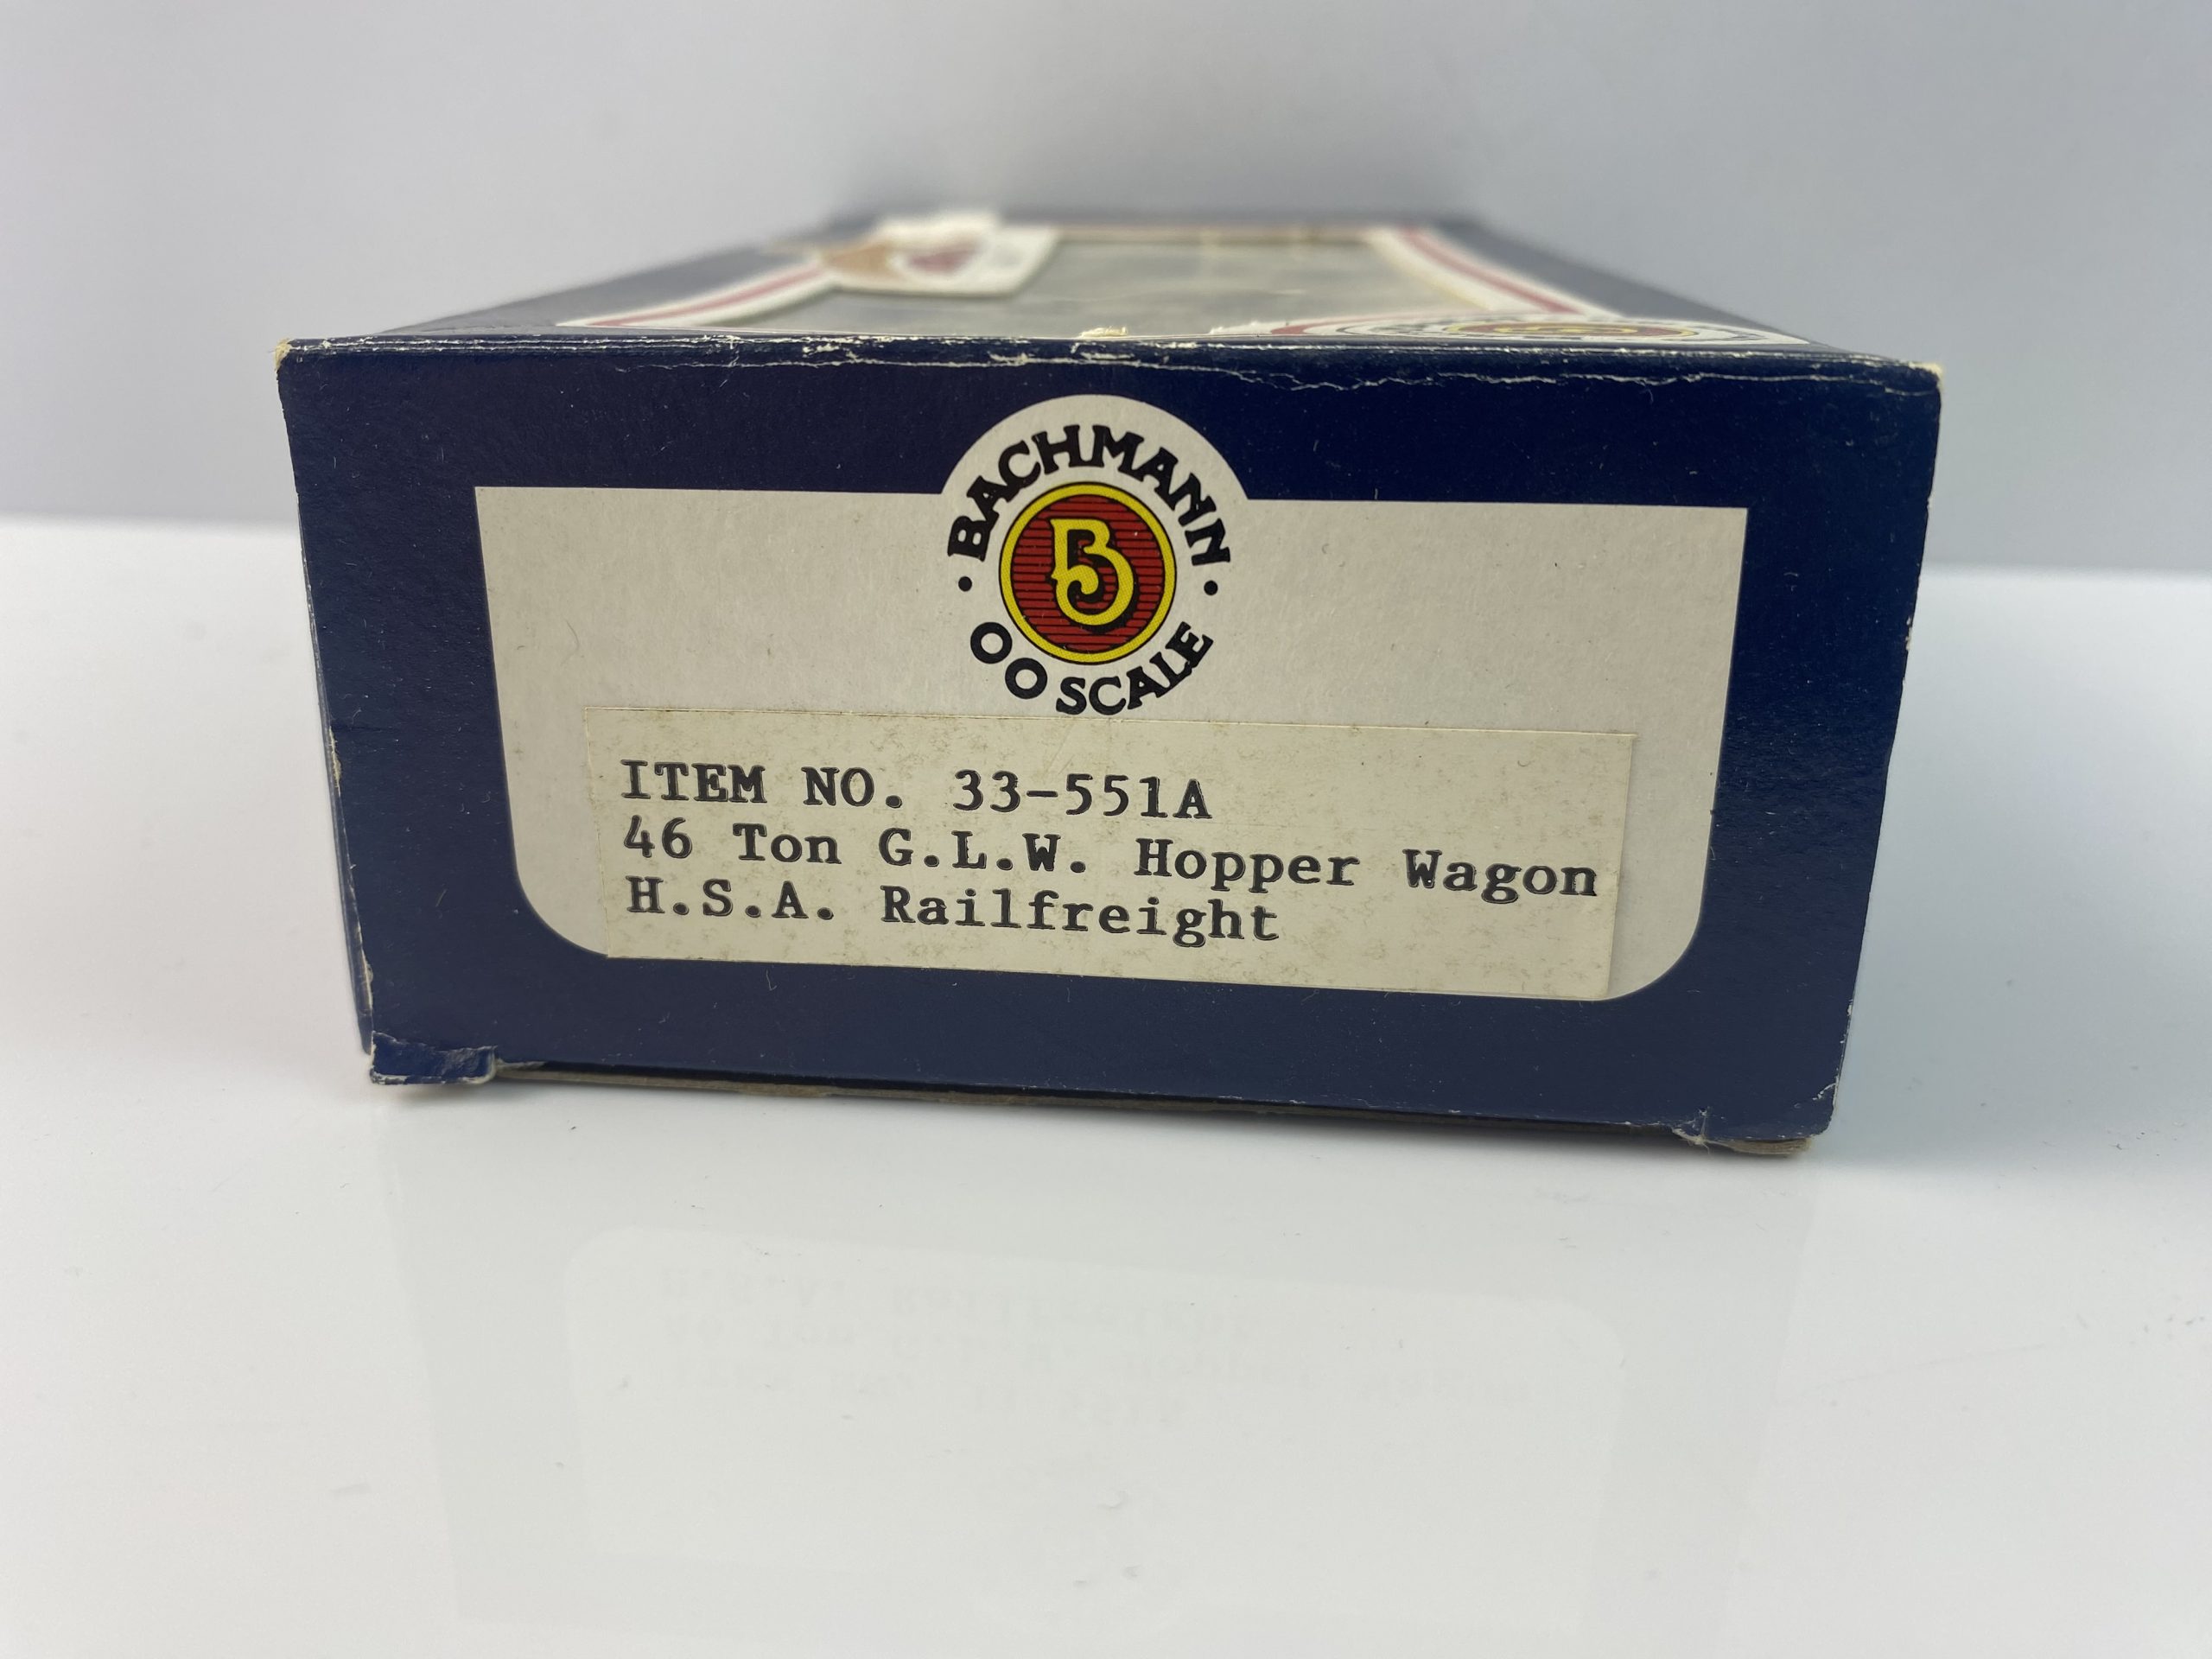 BACHMANN
B
OO SCALE
ITEM NO. 33-551A
46 Ton G.L.W. Hopper Wagon
H.S.A. Railfreight